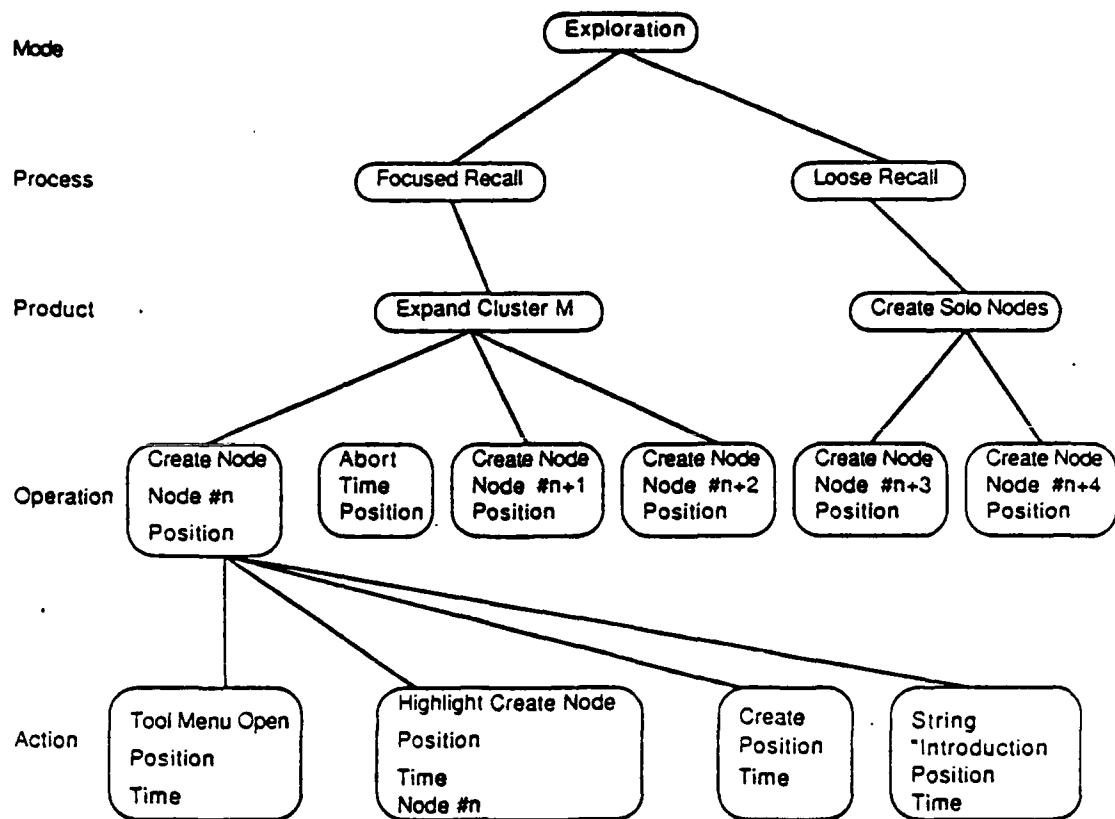 Mode
Exploration
Process
Focused Recall
Loose Recall
Product
Expand Cluster M
Create Solo Nodes
Operation
Create Node
Node #n
Position
Abort
Time
Position
Create Node
Node #n+1
Position
Create Node
Node #n+2
Position
Create Node
Node #n+3
Position
Create Node
Node #n+4
Position
Action
Tool Menu Open
Position
Time
Highlight Create Node
Position
Time
Node #n
Create
Position
Time
String
"Introduction
Position
Time